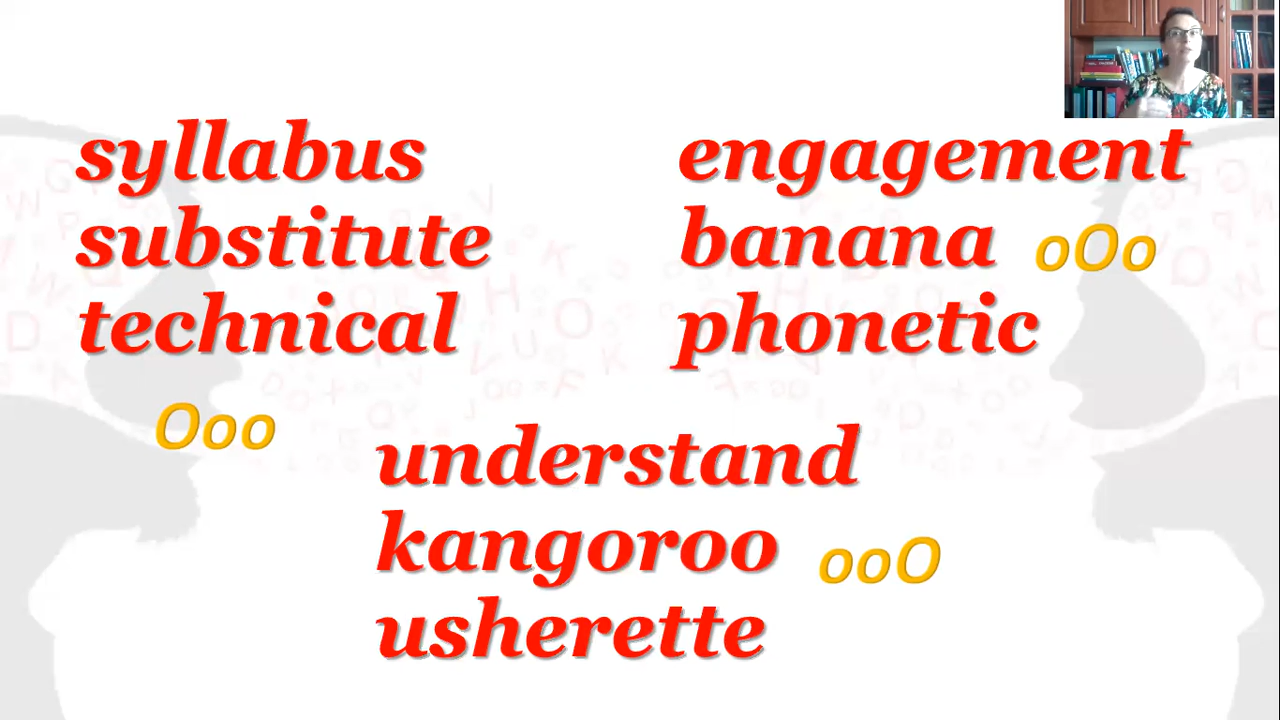 syllabus
substitute
technical
Ooo
engagement
banana oOo
phonetic
understand
kangoroo ooO
usherette